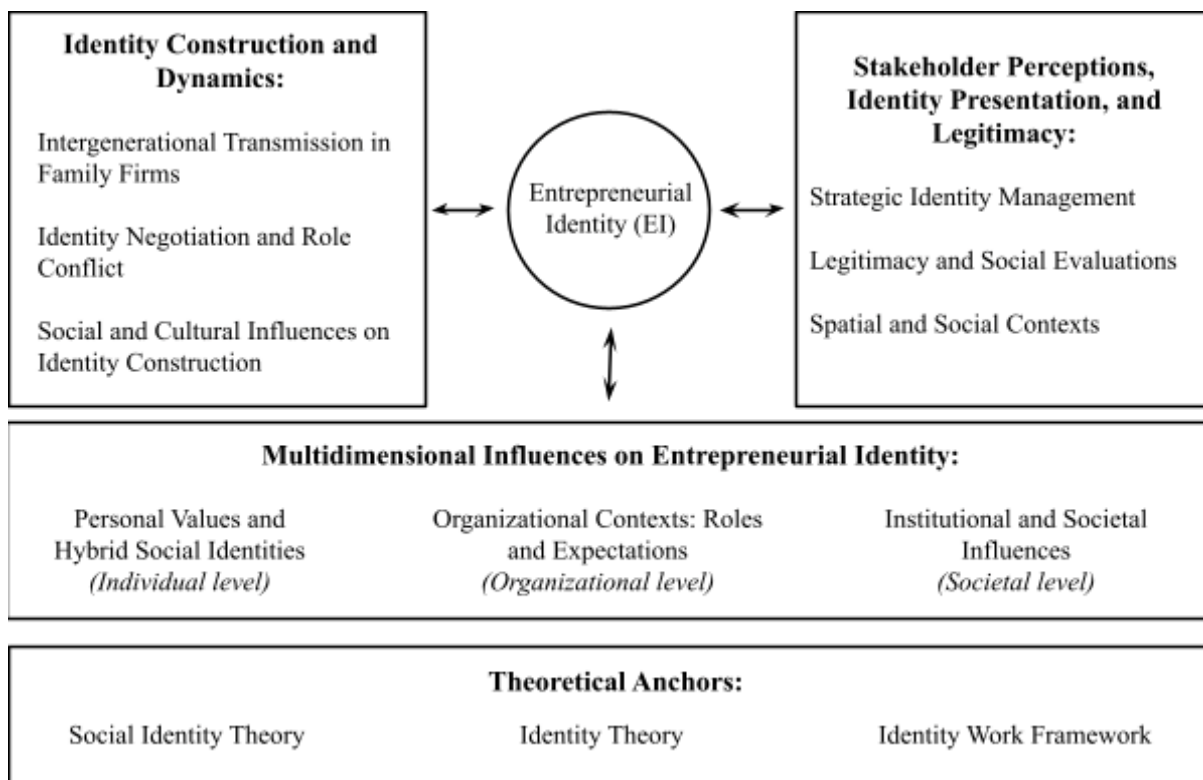 Identity Construction and
Dynamics:
Intergenerational Transmission in
Family Firms
Identity Negotiation and Role
Conflict
Social and Cultural Influences on
Identity Construction
Entrepreneurial
Identity (EI)
Stakeholder Perceptions,
Identity Presentation, and
Legitimacy:
Strategic Identity Management
Legitimacy and Social Evaluations
Spatial and Social Contexts
Multidimensional Influences on Entrepreneurial Identity:
Personal Values and
Hybrid Social Identities
(Individual level)
Organizational Contexts: Roles
and Expectations
(Organizational level)
Institutional and Societal
Influences
(Societal level)
Theoretical Anchors:
Social Identity Theory
Identity Theory
Identity Work Framework